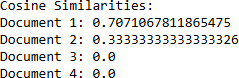 Cosine Similarities:
Document 1: 0.7071067811865475
Document 2: 0.33333333333333326
Document 3: 0.0
Document 4: 0.0